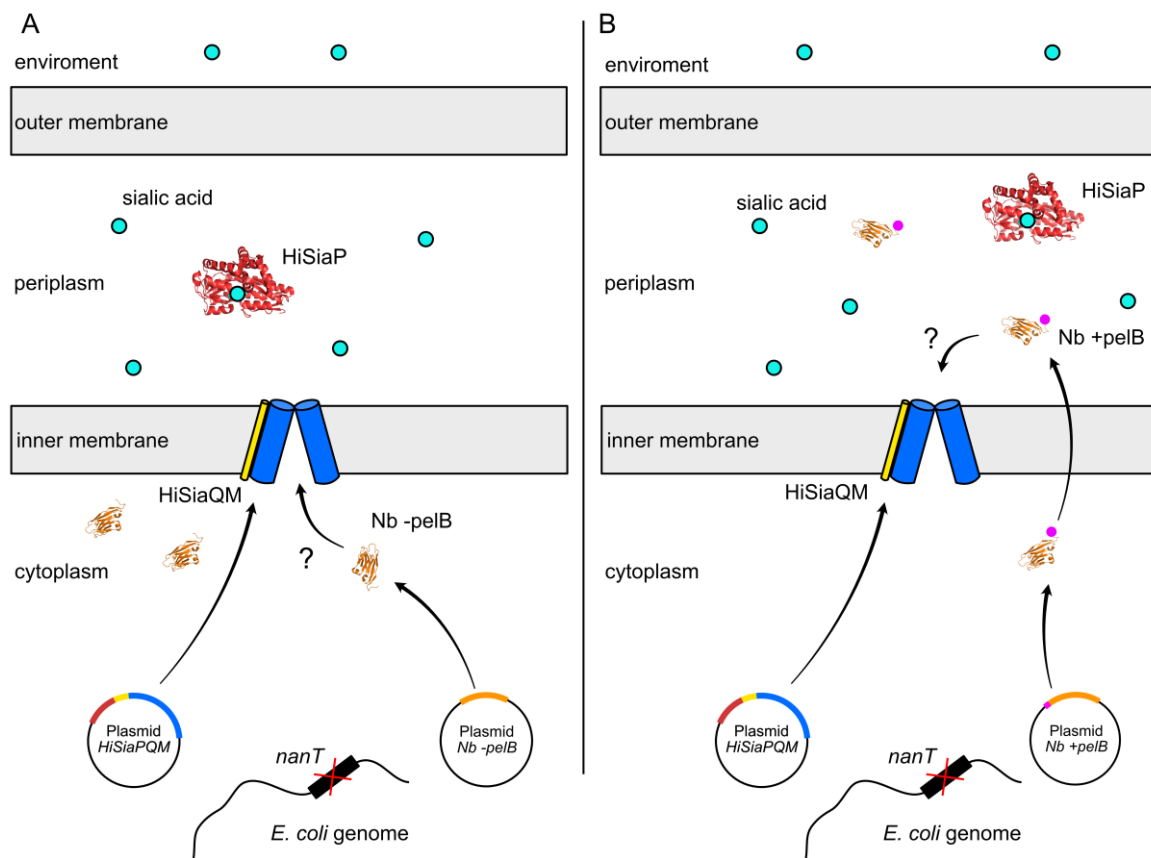 A
enviroment
outer membrane
sialic acid
HiSiaP
periplasm
inner membrane
HiSiaQM
Nb -pelB
?
cytoplasm
Plasmid
HiSiaPQM
Plasmid
Nb -pelB
nanT
E. coli genome
B
enviroment
outer membrane
sialic acid
HiSiaP
periplasm
?
Nb +pelB
inner membrane
HiSiaQM
cytoplasm
Plasmid
HiSiaPQM
Plasmid
Nb +pelB
nanT
E. coli genome